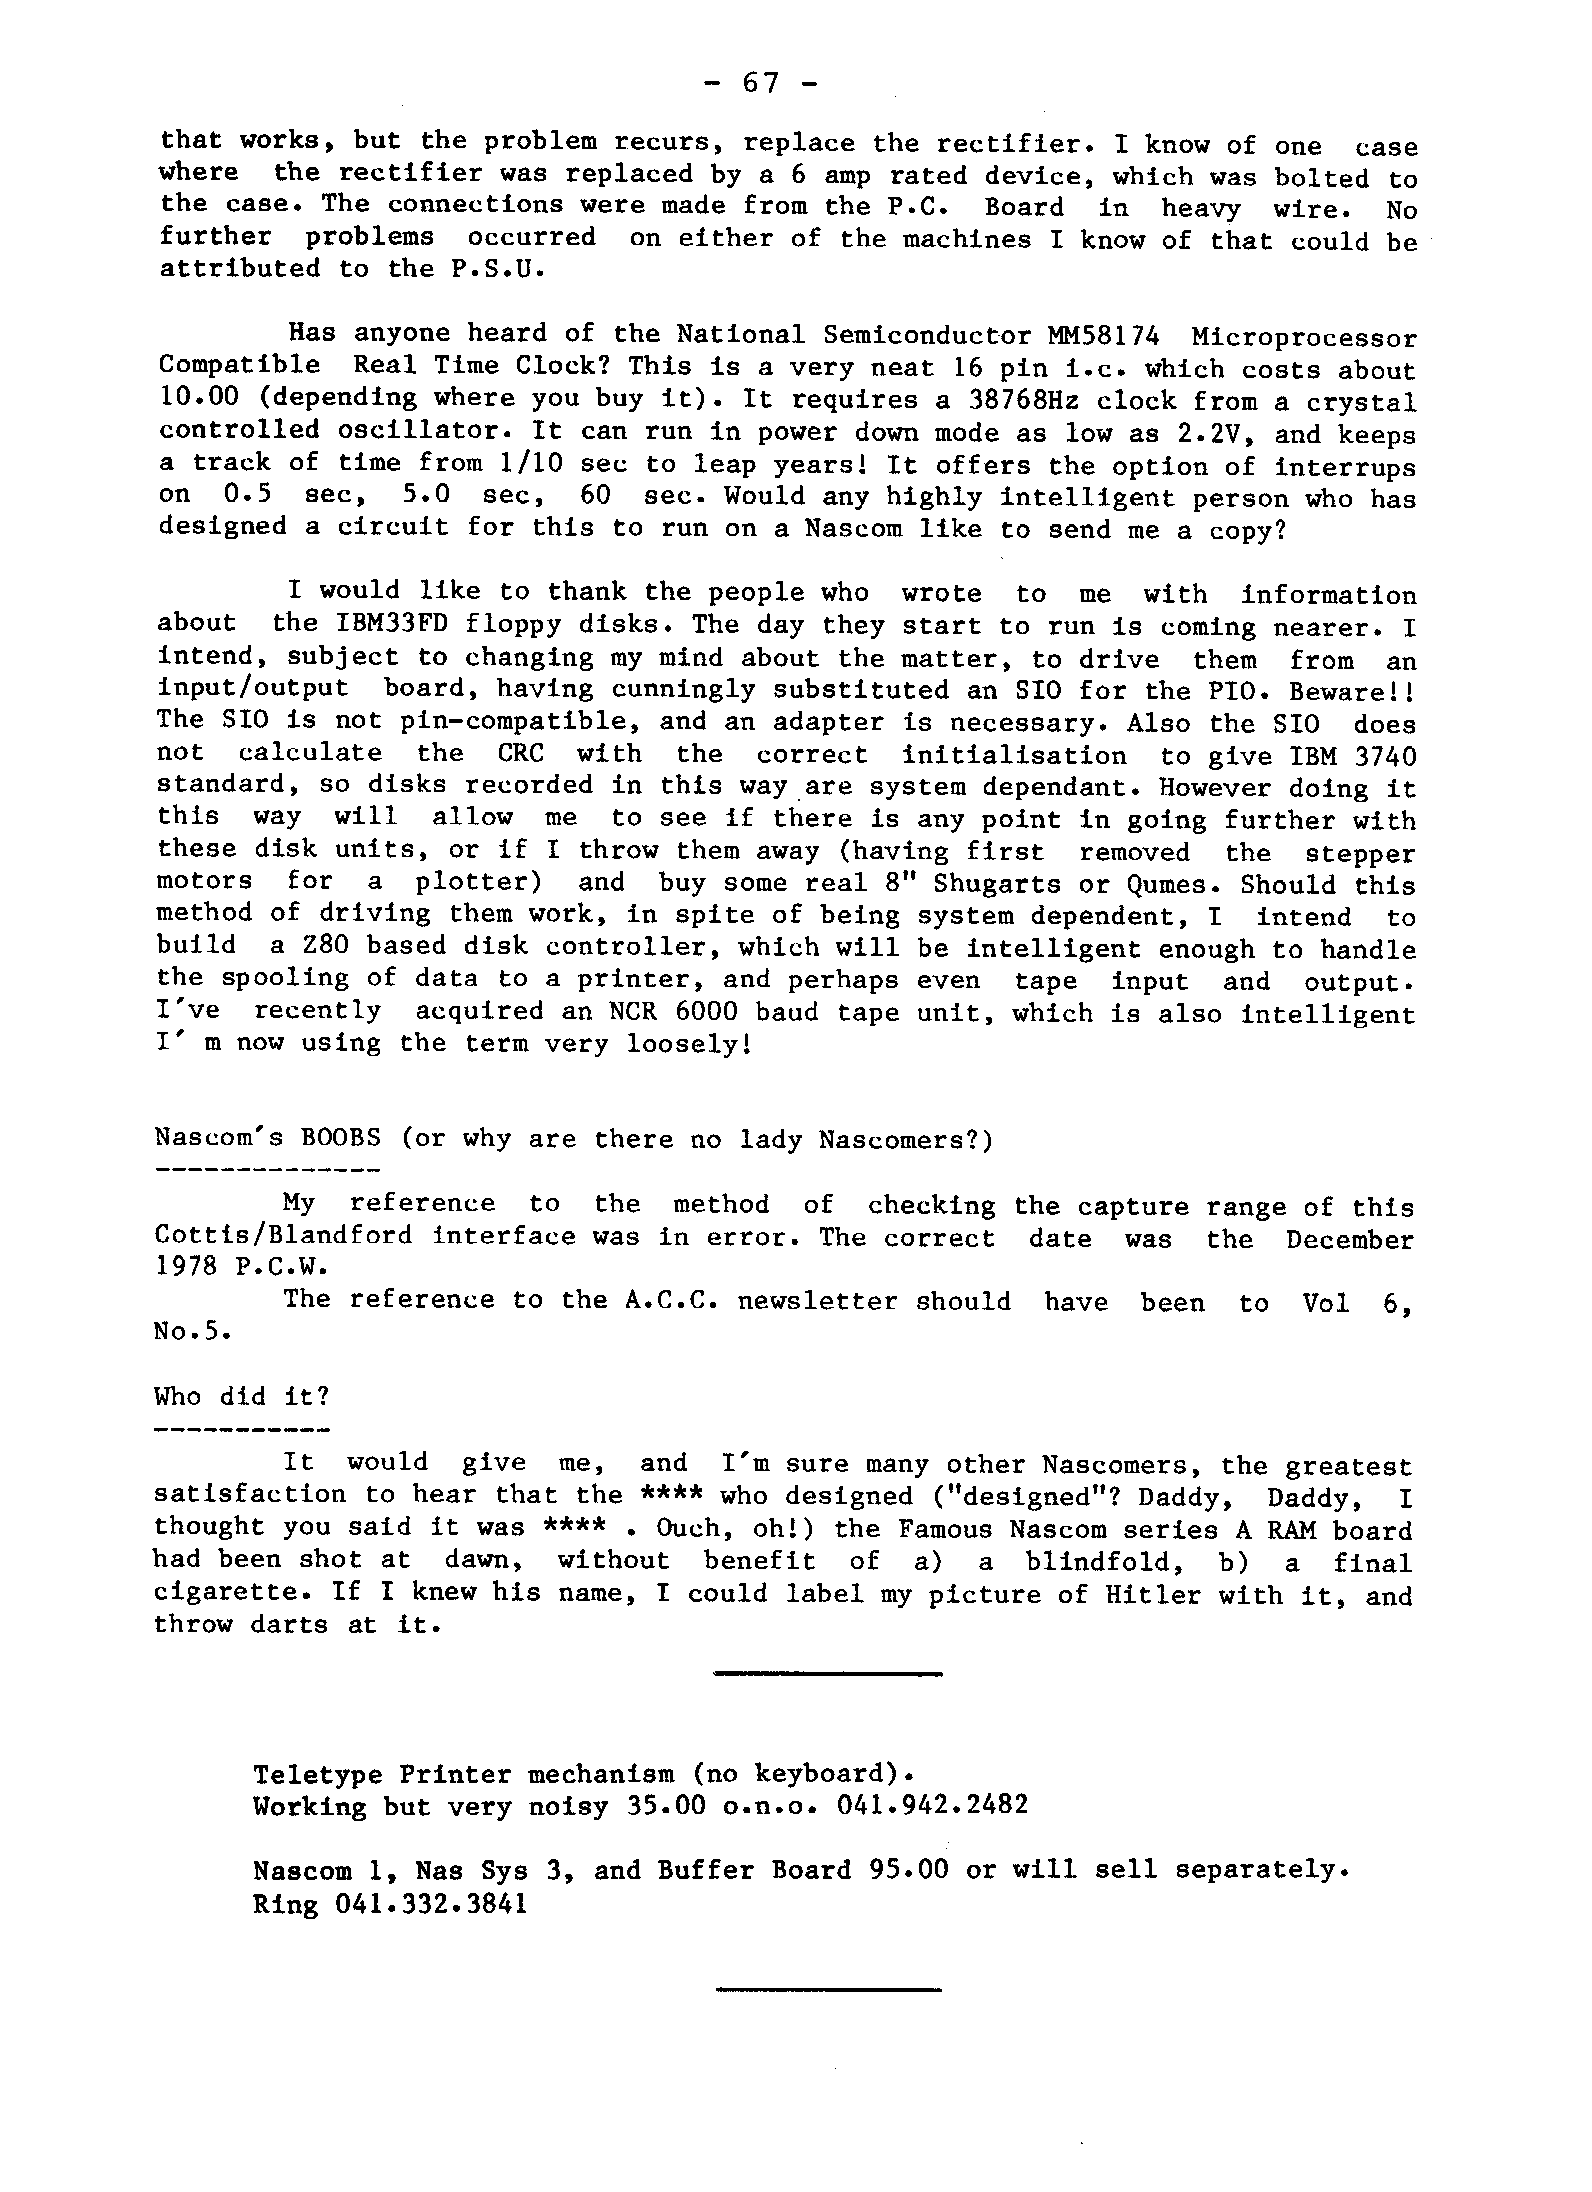 - 67 -
that works, but the problem recurs, replace the rectifier. I know of one case
where the rectifier was replaced by a 6 amp rated device, which was bolted to
the case. The connections were made from the P.C. Board in heavy wire. No
further problems occurred on either of the machines I know of that could be
attributed to the P.S.U.
Has anyone heard of the National Semiconductor MM58174 Microprocessor
Compatible Real Time Clock? This is a very neat 16 pin i.c. which costs about
10.00 (depending where you buy it). It requires a 38768Hz clock from a crystal
controlled oscillator. It can run in power down mode as low as 2.2V, and keeps
a track of time from 1/10 sec to leap years! It offers the option of interrups
on 0.5 sec, 5.0 sec, 60 sec. Would any highly intelligent person who has
designed a circuit for this to run on a Nascom like to send me a copy?
I would like to thank the people who wrote to me with information
about the IBM33FD floppy disks. The day they start to run is coming nearer. I
intend, subject to changing my mind about the matter, to drive them from an
input/output board, having cunningly substituted an SIO for the PIO. Beware!!
The SIO is not pin-compatible, and an adapter is necessary. Also the SIO does
not calculate the CRC with the correct initialisation to give IBM 3740
standard, so disks recorded in this way are system dependant. However doing it
this way will allow me to see if there is any point in going further with
these disk units, or if I throw them away (having first removed the stepper
motors for a plotter) and buy some real 8" Shugarts or Qumes. Should this
method of driving them work, in spite of being system dependent, I intend to
build a Z80 based disk controller, which will be intelligent enough to handle
the spooling of data to a printer, and perhaps even tape input and output.
I've recently acquired an NCR 6000 baud tape unit, which is also intelligent
I' m now using the term very loosely!
Nascom's BOOBS (or why are there no lady Nascomers?)
--------------
My reference to the method of checking the capture range of this
Cottis/Blandford interface was in error. The correct date was the December
1978 P.C.W.
The reference to the A.C.C. newsletter should have been to Vol 6,
No.5.
Who did it?
-----------
It would give me, and I'm sure many other Nascomers, the greatest
satisfaction to hear that the **** who designed ("designed"? Daddy, Daddy, I
thought you said it was **** . Ouch, oh!) the Famous Nascom series A RAM board
had been shot at dawn, without benefit of a) a blindfold, b) a final
cigarette. If I knew his name, I could label my picture of Hitler with it, and
throw darts at it.
Teletype Printer mechanism (no keyboard).
Working but very noisy 35.00 o.n.o. 041.942.2482
Nascom 1, Nas Sys 3, and Buffer Board 95.00 or will sell separately.
Ring 041.332.3841